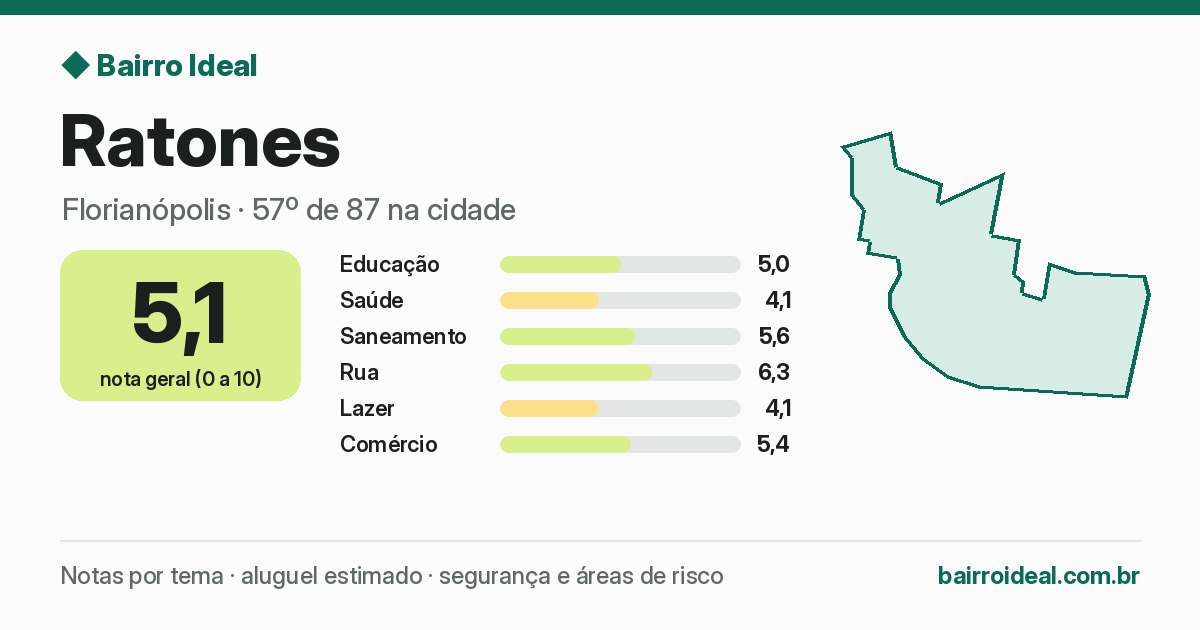 Bairro Ideal
Ratones
Florianópolis · 57º de 87 na cidade
5,1
nota geral (0 a 10)
Educação 5,0
Saúde 4,1
Saneamento 5,6
Rua 6,3
Lazer 4,1
Comércio 5,4
Notas por tema · aluguel estimado · segurança e áreas de risco
bairroideal.com.br